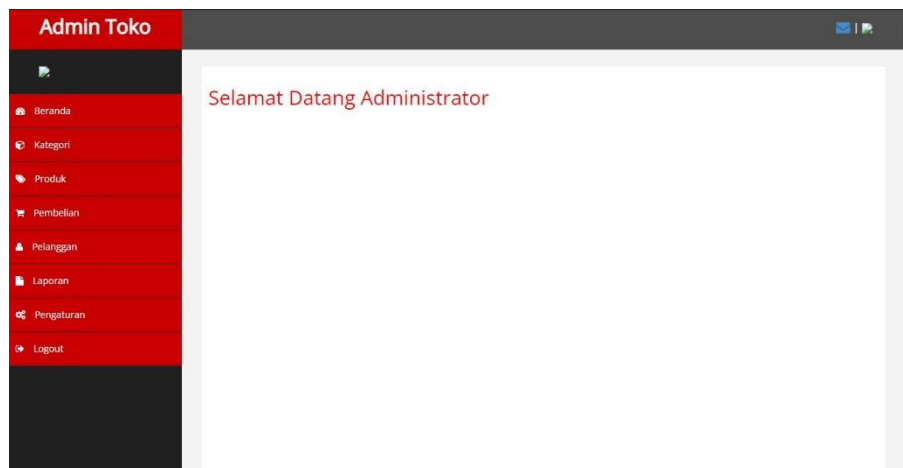 Admin Toko
|
Selamat Datang Administrator
Beranda
Kategori
Produk
Pembelian
Pelanggan
Laporan
Pengaturan
Logout